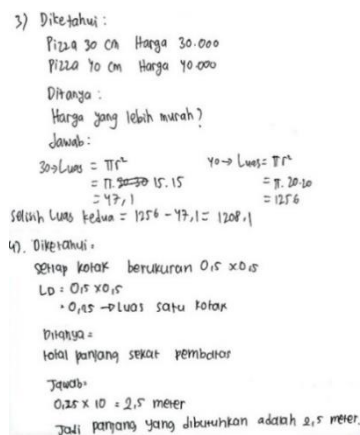 3) Diketahui :
Pizza 30 cm Harga 30.000
Pizza 40 cm Harga 40.000
Ditanya :
Harga yang lebih murah?
Jawab :
30→Luas = πr² 40→ Luas = πr²
= π. 20 30 15. 15 = π. 20.20
= 47,1 = 1256
Selisih Luas kedua = 1256 - 47,1 = 1208,1
4). Diketahui =
Setiap kotak berukuran 0,5 x 0,5
LD = 0,5 x 0,5
= 0,25 → Luas satu kotak
Ditanya =
total panjang sekat pembatas
Jawab =
0,25 x 10 = 2,5 meter
Jadi panjang yang dibutuhkan adalah 2,5 meter.